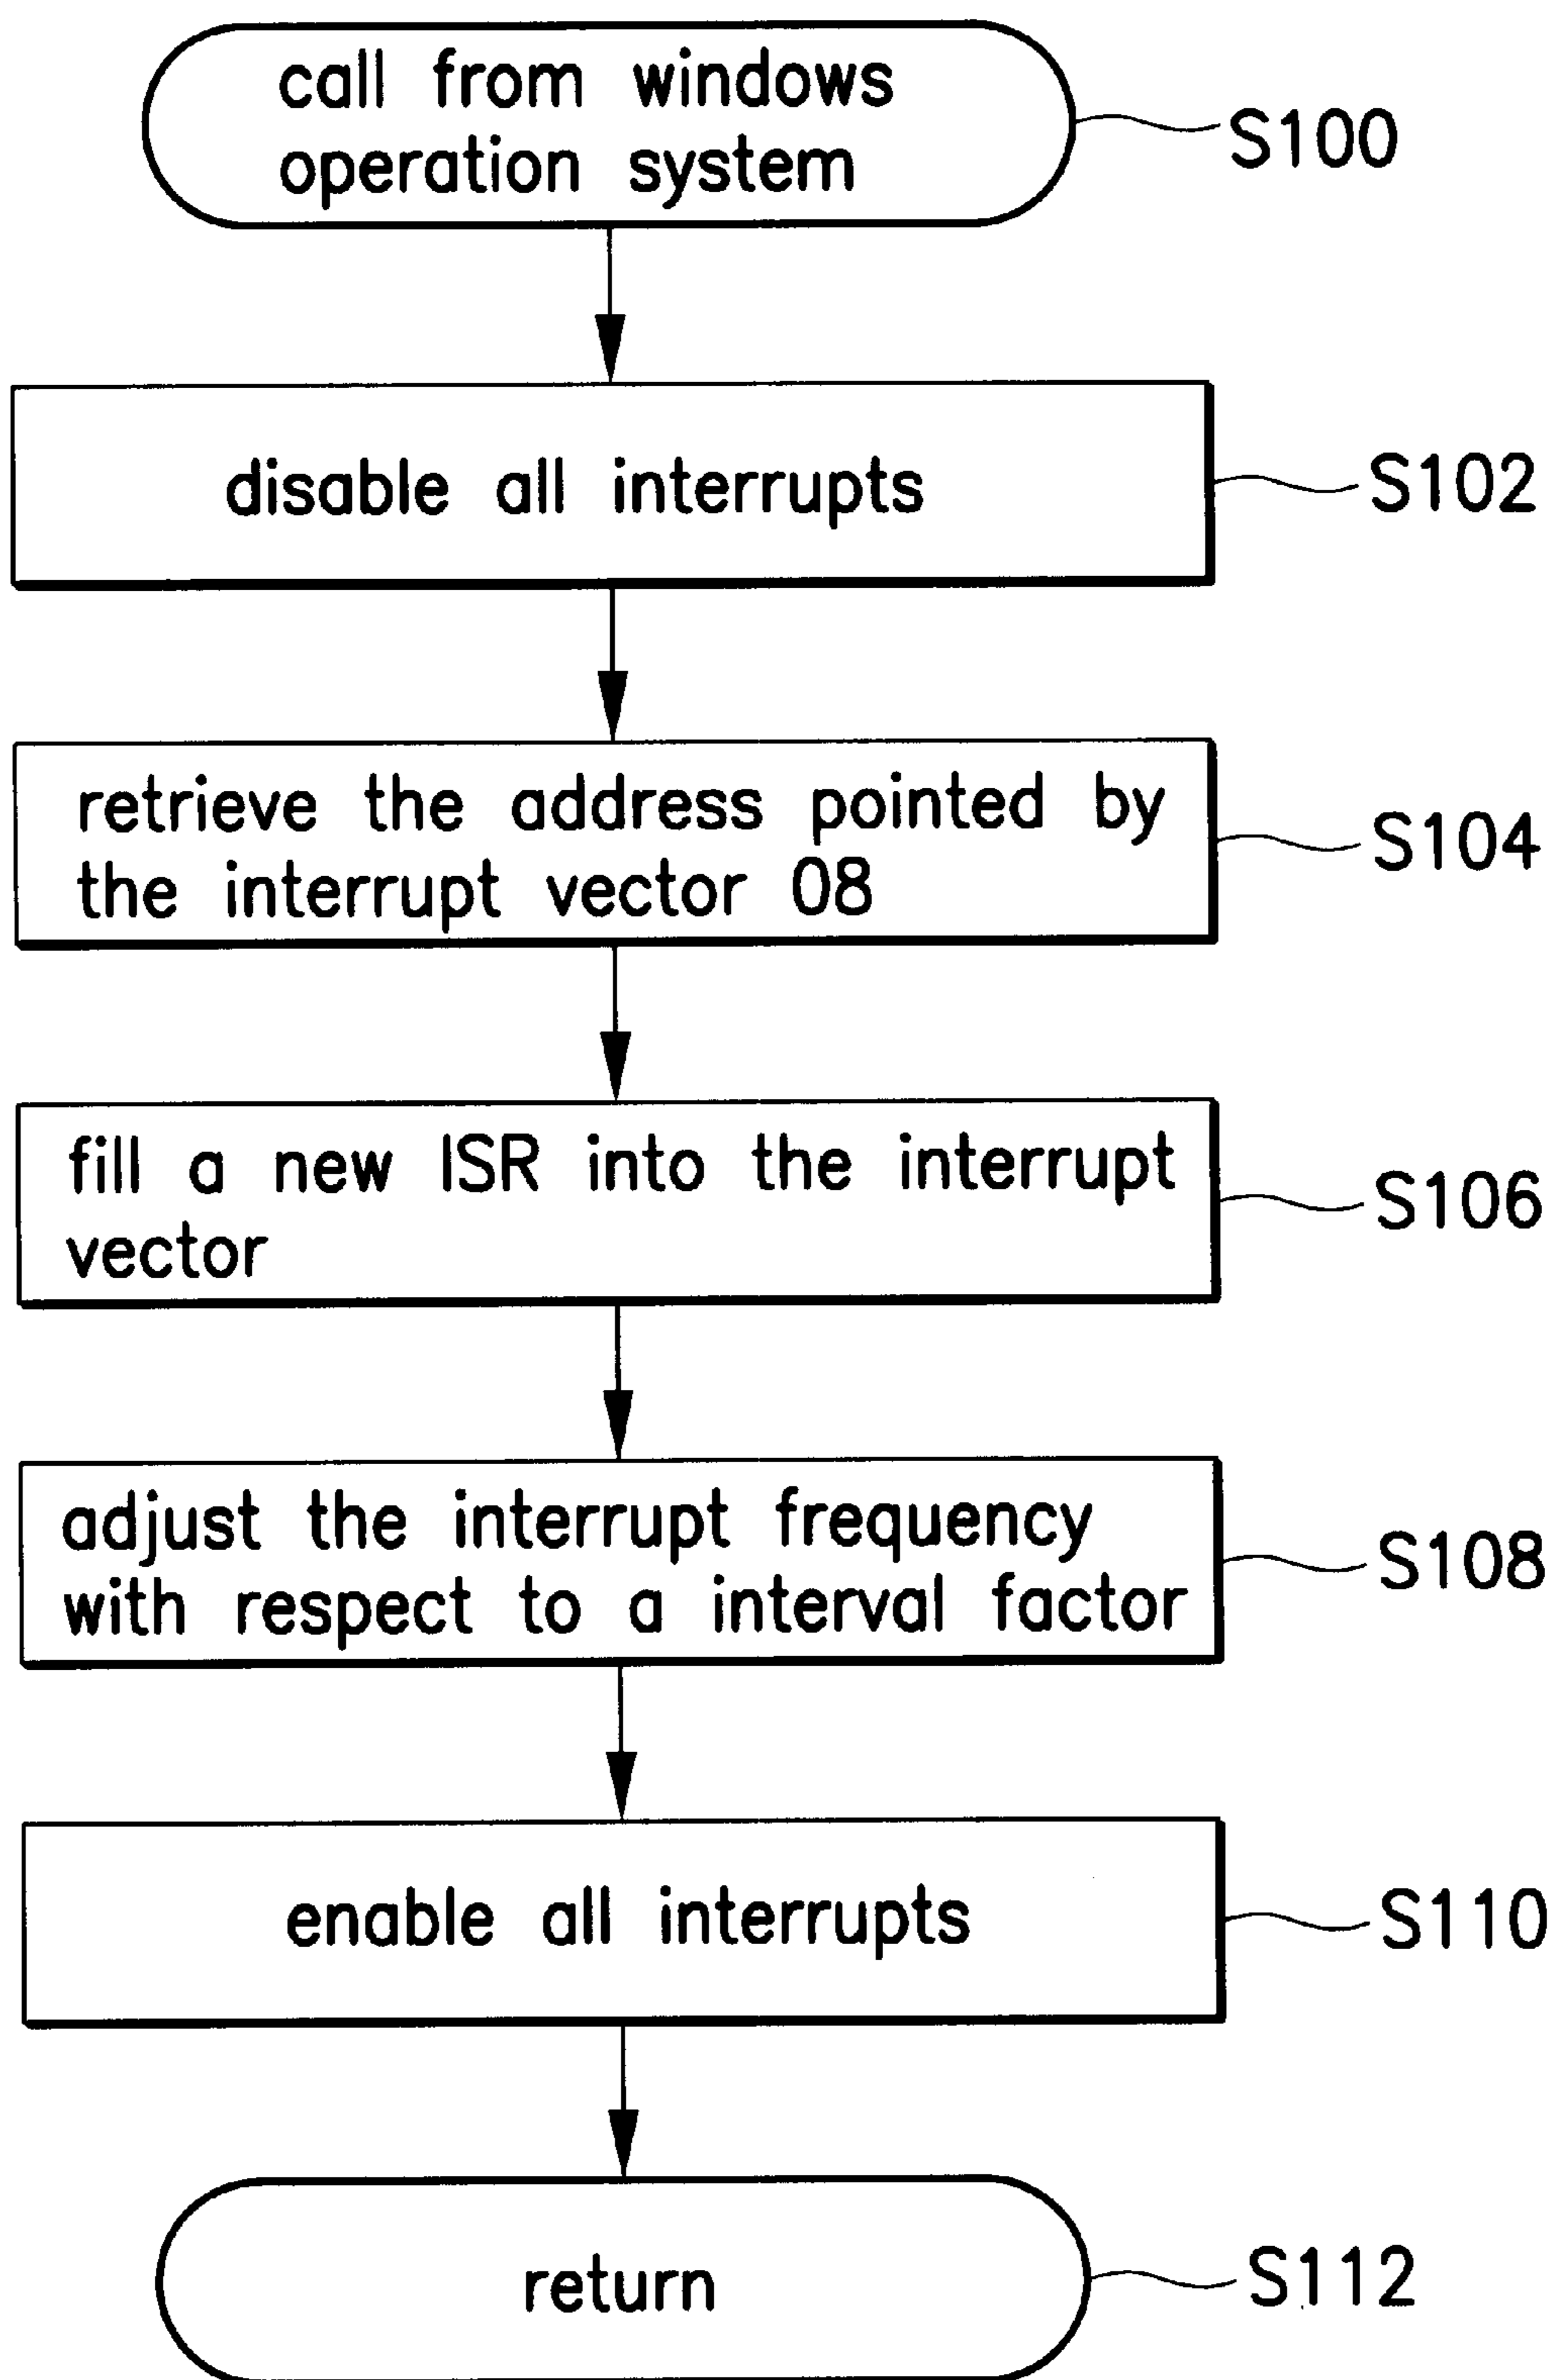 call from windows
operation system
S100
disable all interrupts
S102
retrieve the address pointed by
the interrupt vector 08
S104
fill a new ISR into the interrupt
vector
S106
adjust the interrupt frequency
with respect to a interval factor
S108
enable all interrupts
S110
return
S112